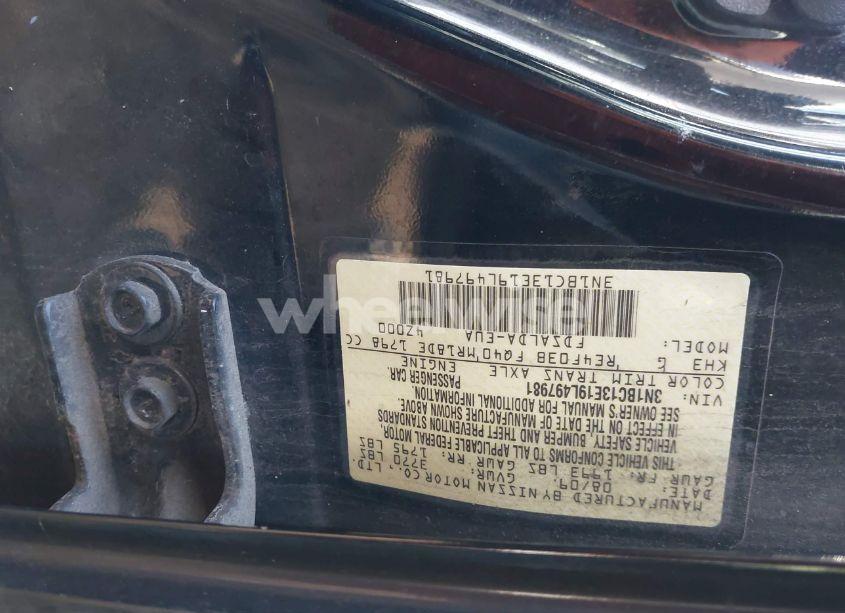 MANUFACTURED BY NISSAN MOTOR CO., LTD.
DATE: 08/09 GVWR: 3770 LBS
GAWR FR: 1993 LBS GAWR RR: 1795 LBS
THIS VEHICLE CONFORMS TO ALL APPLICABLE FEDERAL MOTOR
VEHICLE SAFETY, BUMPER AND THEFT PREVENTION STANDARDS
IN EFFECT ON THE DATE OF MANUFACTURE SHOWN ABOVE.
SEE OWNER'S MANUAL FOR ADDITIONAL INFORMATION.
VIN: 3N1BC13E19L497981 PASSENGER CAR.
COLOR TRIM TRANZ AXLE ENGINE
KH3 G RE4F03B FQ40 MR18DE 1798 CC
MODEL: FDZALDA-EUA 4Z000
3N1BC13E19L497981
wheelwise